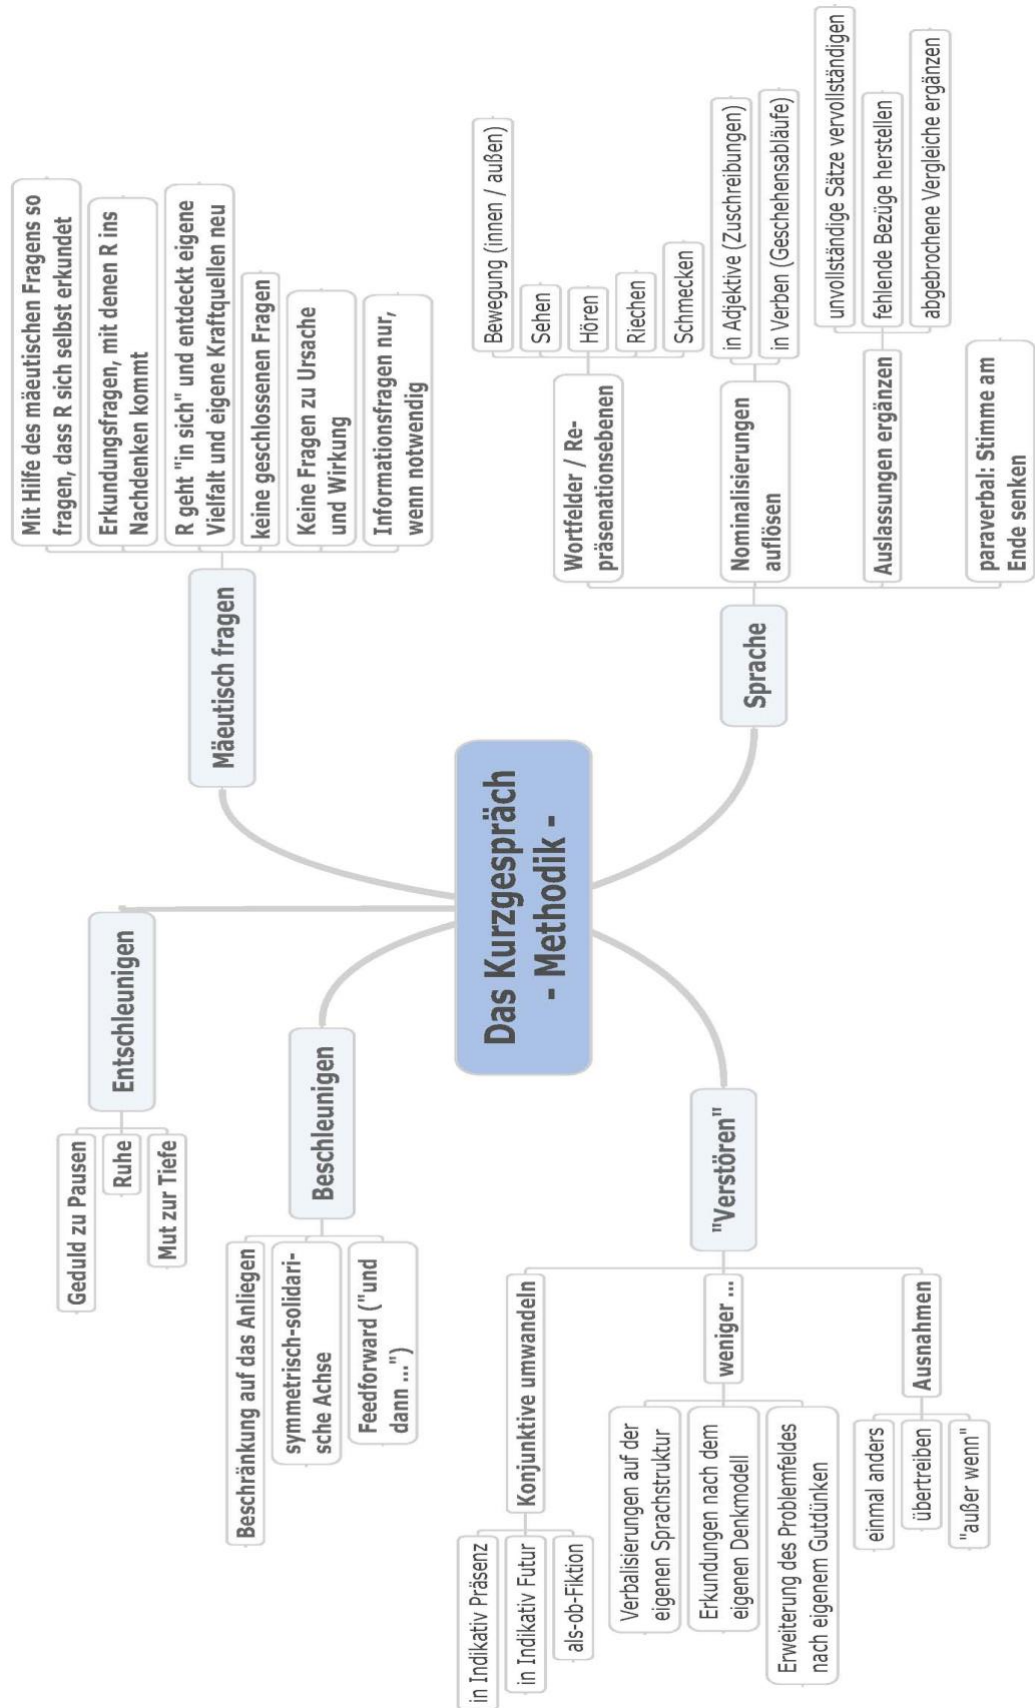 Das Kurzgespräch
- Methodik -
Mäeutisch fragen
Mit Hilfe des mäeutischen Fragens so
fragen, dass R sich selbst erkundet
Erkundungsfragen, mit denen R ins
Nachdenken kommt
R geht "in sich" und entdeckt eigene
Vielfalt und eigene Kraftquellen neu
keine geschlossenen Fragen
Keine Fragen zu Ursache
und Wirkung
Informationsfragen nur,
wenn notwendig
Sprache
Wortfelder / Re-
präsenationsebenen
Bewegung (innen / außen)
Sehen
Hören
Riechen
Schmecken
Nominalisierungen
auflösen
in Adjektive (Zuschreibungen)
in Verben (Geschehensabläufe)
Auslassungen ergänzen
unvollständige Sätze vervollständigen
fehlende Bezüge herstellen
abgebrochene Vergleiche ergänzen
paraverbal: Stimme am
Ende senken
Entschleunigen
Geduld zu Pausen
Ruhe
Mut zur Tiefe
Beschleunigen
Beschränkung auf das Anliegen
symmetrisch-solidari-
sche Achse
Feedforward ("und
dann ...")
"Verstören"
Konjunktive umwandeln
in Indikativ Präsenz
in Indikativ Futur
als-ob-Fiktion
weniger ...
Verbalisierungen auf der
eigenen Sprachstruktur
Erkundungen nach dem
eigenen Denkmodell
Erweiterung des Problemfeldes
nach eigenem Gutdünken
Ausnahmen
einmal anders
übertreiben
"außer wenn"